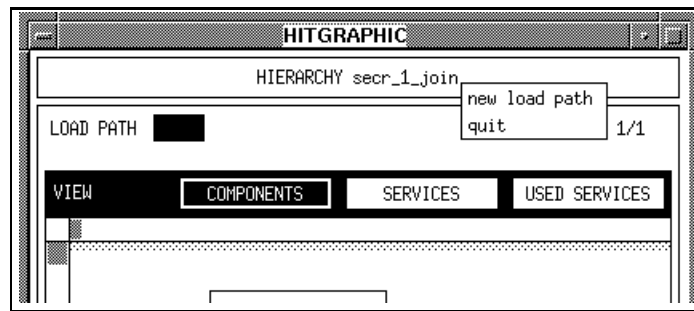 HITGRAPHIC
HIERARCHY secr_1_join
new load path
quit
LOAD PATH 1/1
VIEW COMPONENTS SERVICES USED SERVICES